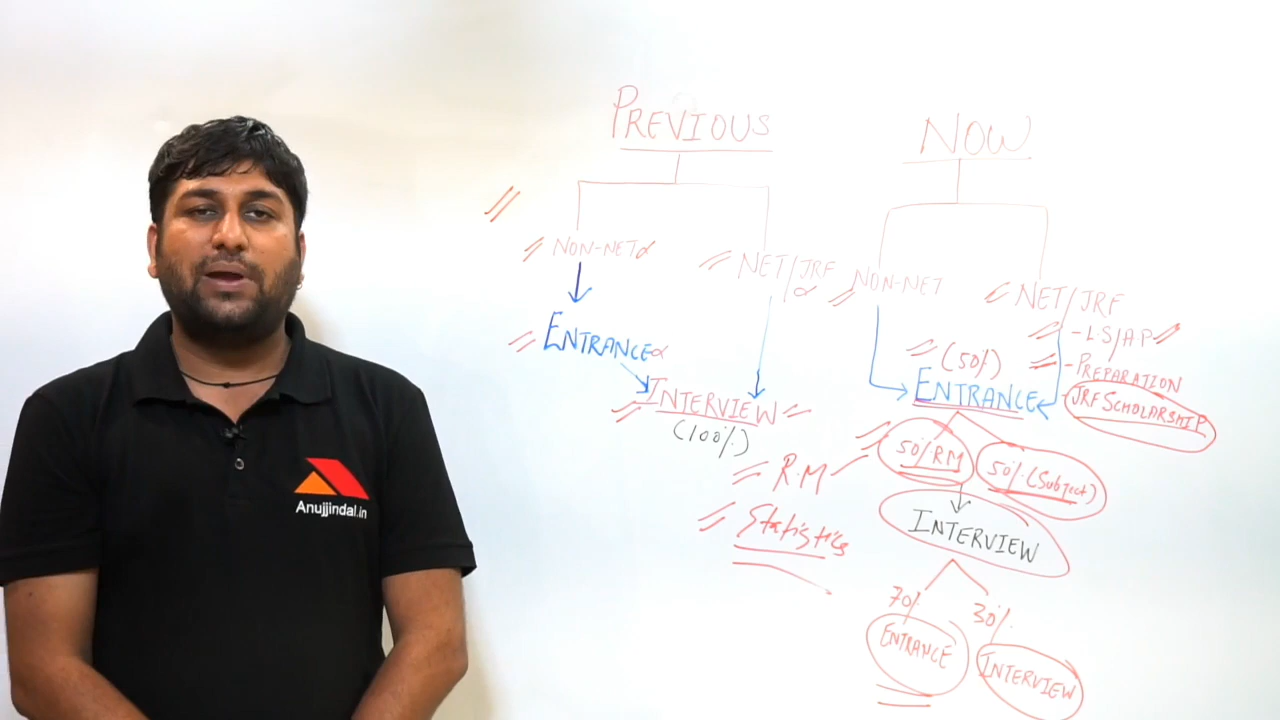 PREVIOUS
NON-NET
NET/JRF
ENTRANCE
INTERVIEW
(100%)
R.M
Statistics
NOW
NON-NET
NET/JRF
-L.S/A.P
-PREPARATION
-JRF SCHOLARSHIP
(50%)
ENTRANCE
50% RM
50% (Subject)
INTERVIEW
70%
30%
ENTRANCE
INTERVIEW
Anujjindal.in